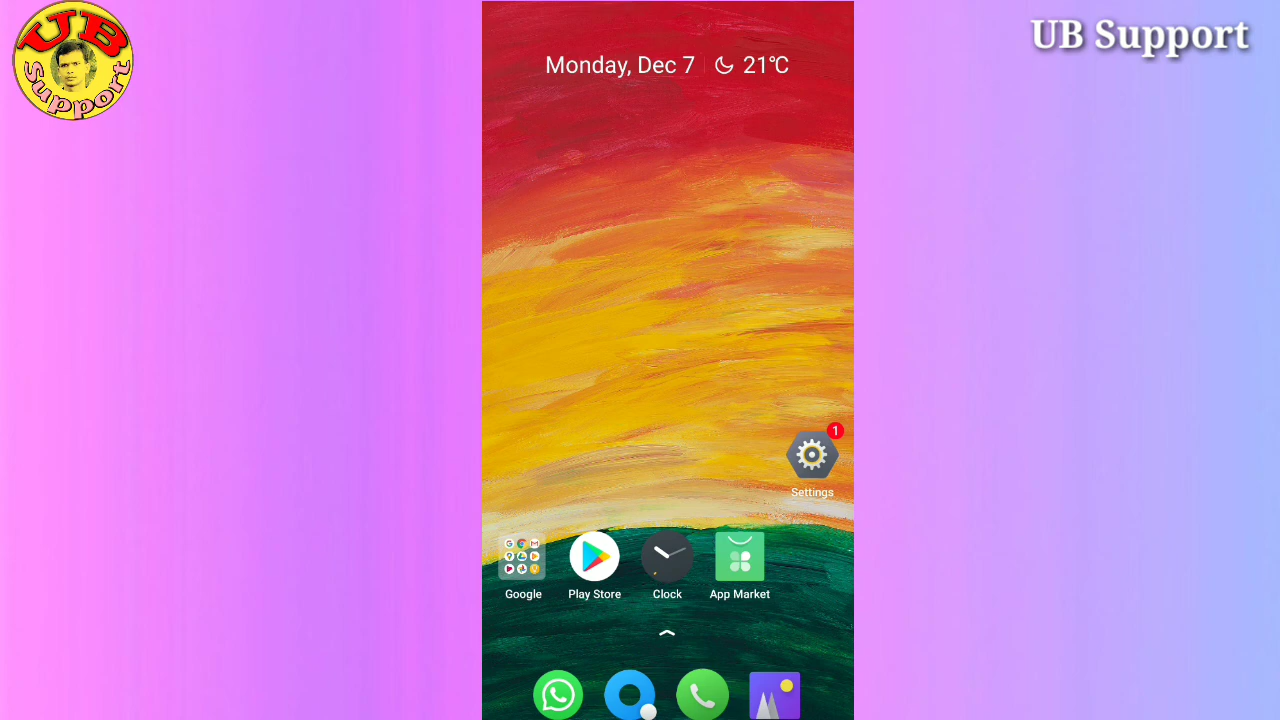 UB
Support
UB Support
Monday, Dec 7
21℃
1
Settings
Google
Play Store
Clock
App Market